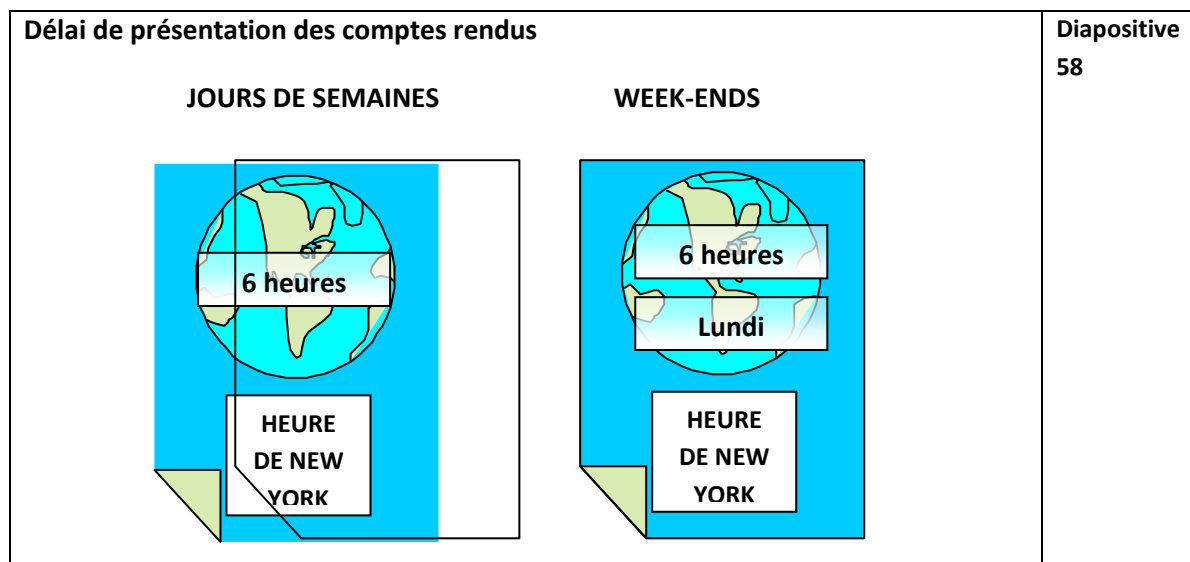 Délai de présentation des comptes rendus
Diapositive
58
JOURS DE SEMAINES
WEEK-ENDS
6 heures
HEURE
DE NEW
YORK
6 heures
Lundi
HEURE
DE NEW
YORK